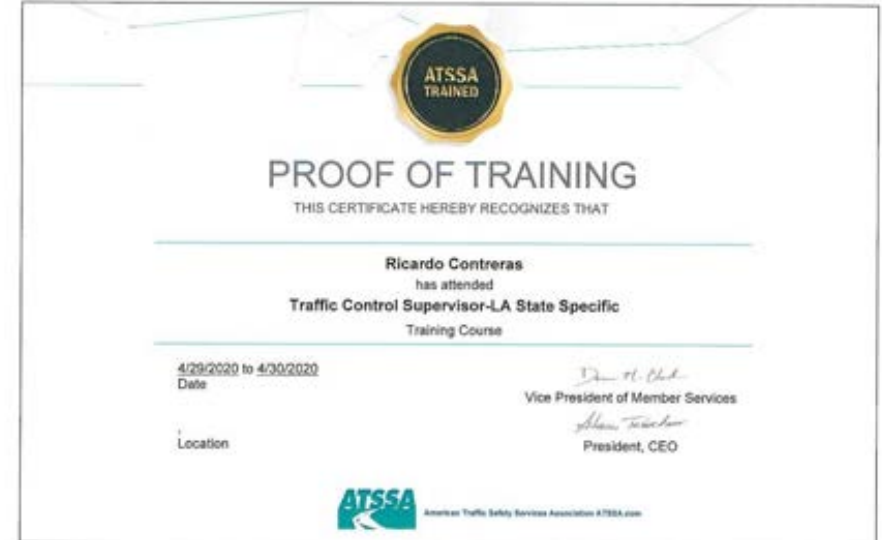 ATSSA
TRAINED
PROOF OF TRAINING
THIS CERTIFICATE HEREBY RECOGNIZES THAT
Ricardo Contreras
has attended
Traffic Control Supervisor-LA State Specific
Training Course
4/29/2020 to 4/30/2020
Date
Vice President of Member Services
,
Location
President, CEO
ATSSA
American Traffic Safety Services Association ATSSA.com